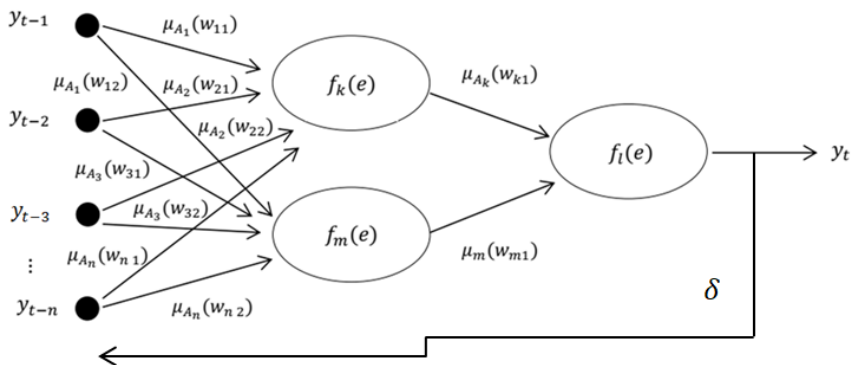 y_{t-1}
μ_{A_1}(w_{11})
μ_{A_1}(w_{12})
μ_{A_2}(w_{21})
f_k(e)
μ_{A_k}(w_{k1})
y_{t-2}
μ_{A_2}(w_{22})
f_l(e)
y_t
μ_{A_3}(w_{31})
y_{t-3}
μ_{A_3}(w_{32})
f_m(e)
μ_m(w_{m1})
⋮
μ_{A_n}(w_{n 1})
δ
y_{t-n}
μ_{A_n}(w_{n 2})